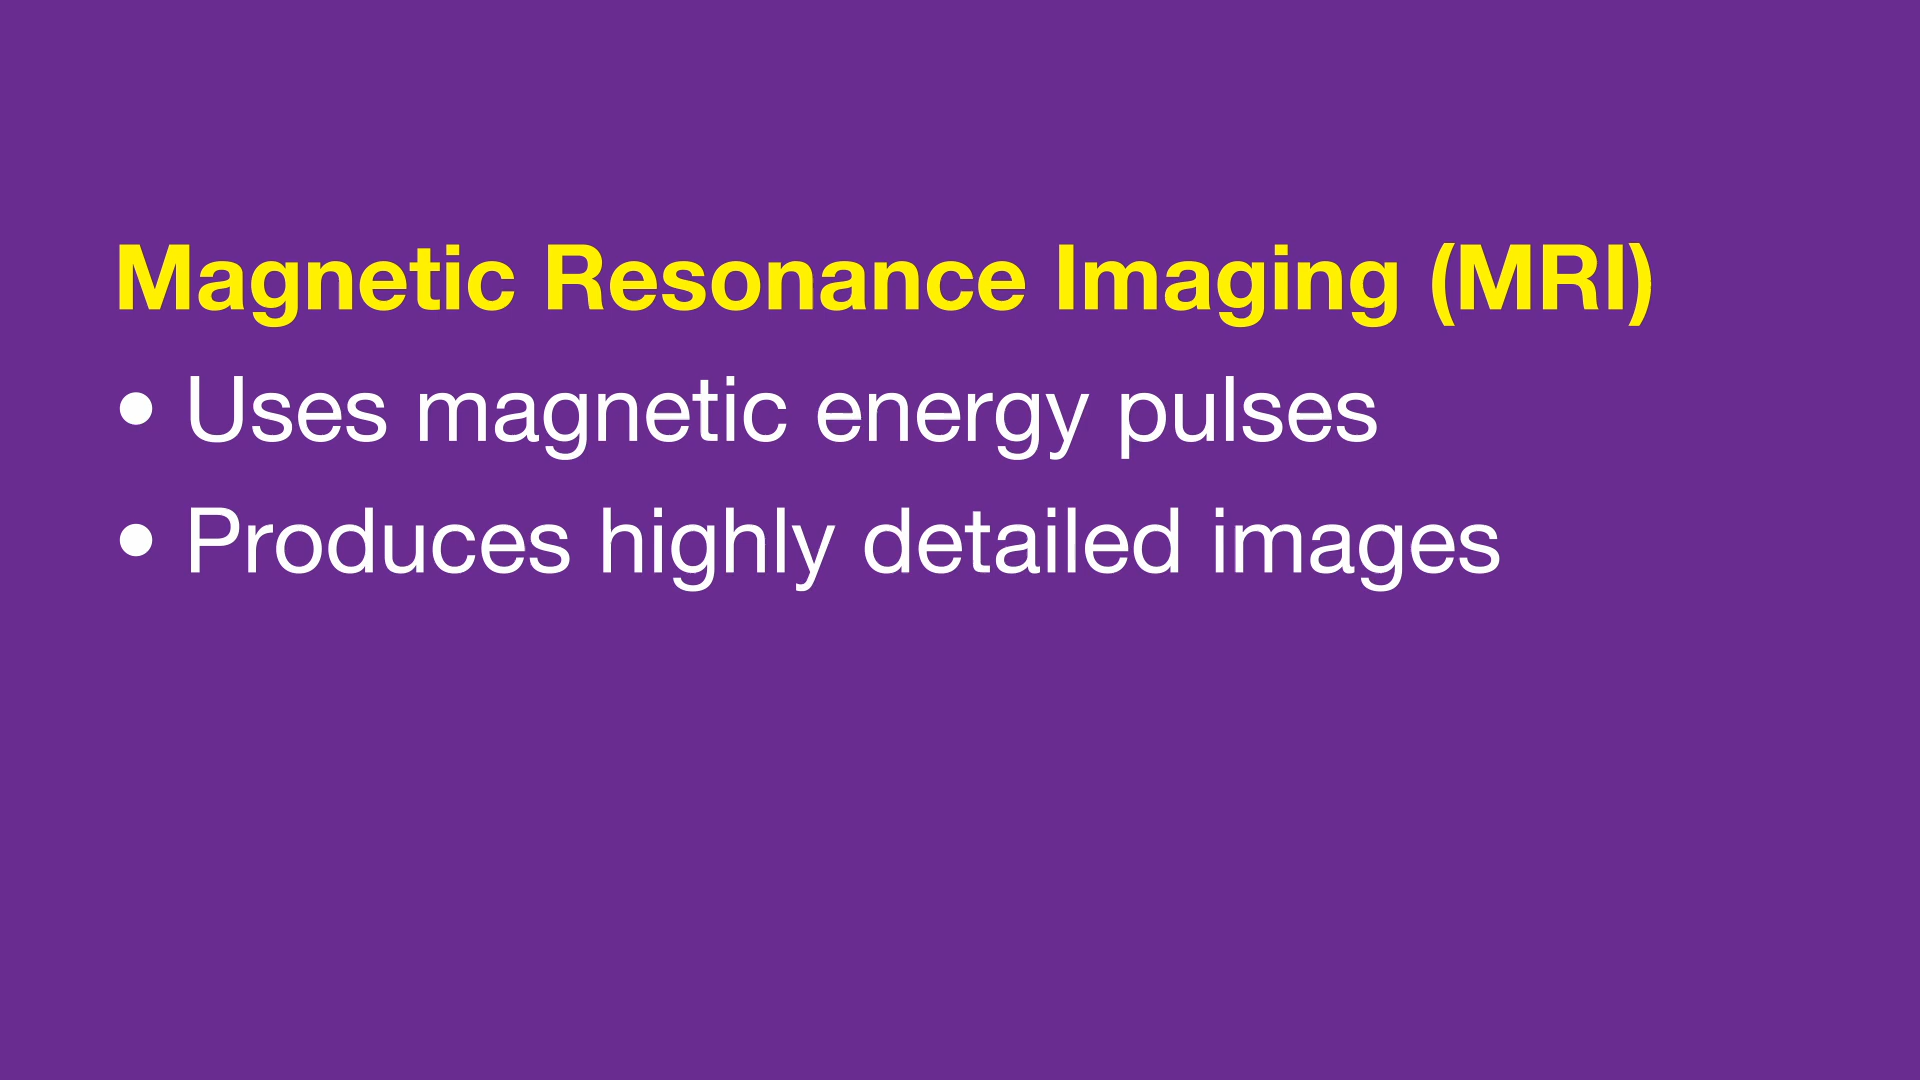 Magnetic Resonance Imaging (MRI)
• Uses magnetic energy pulses
• Produces highly detailed images